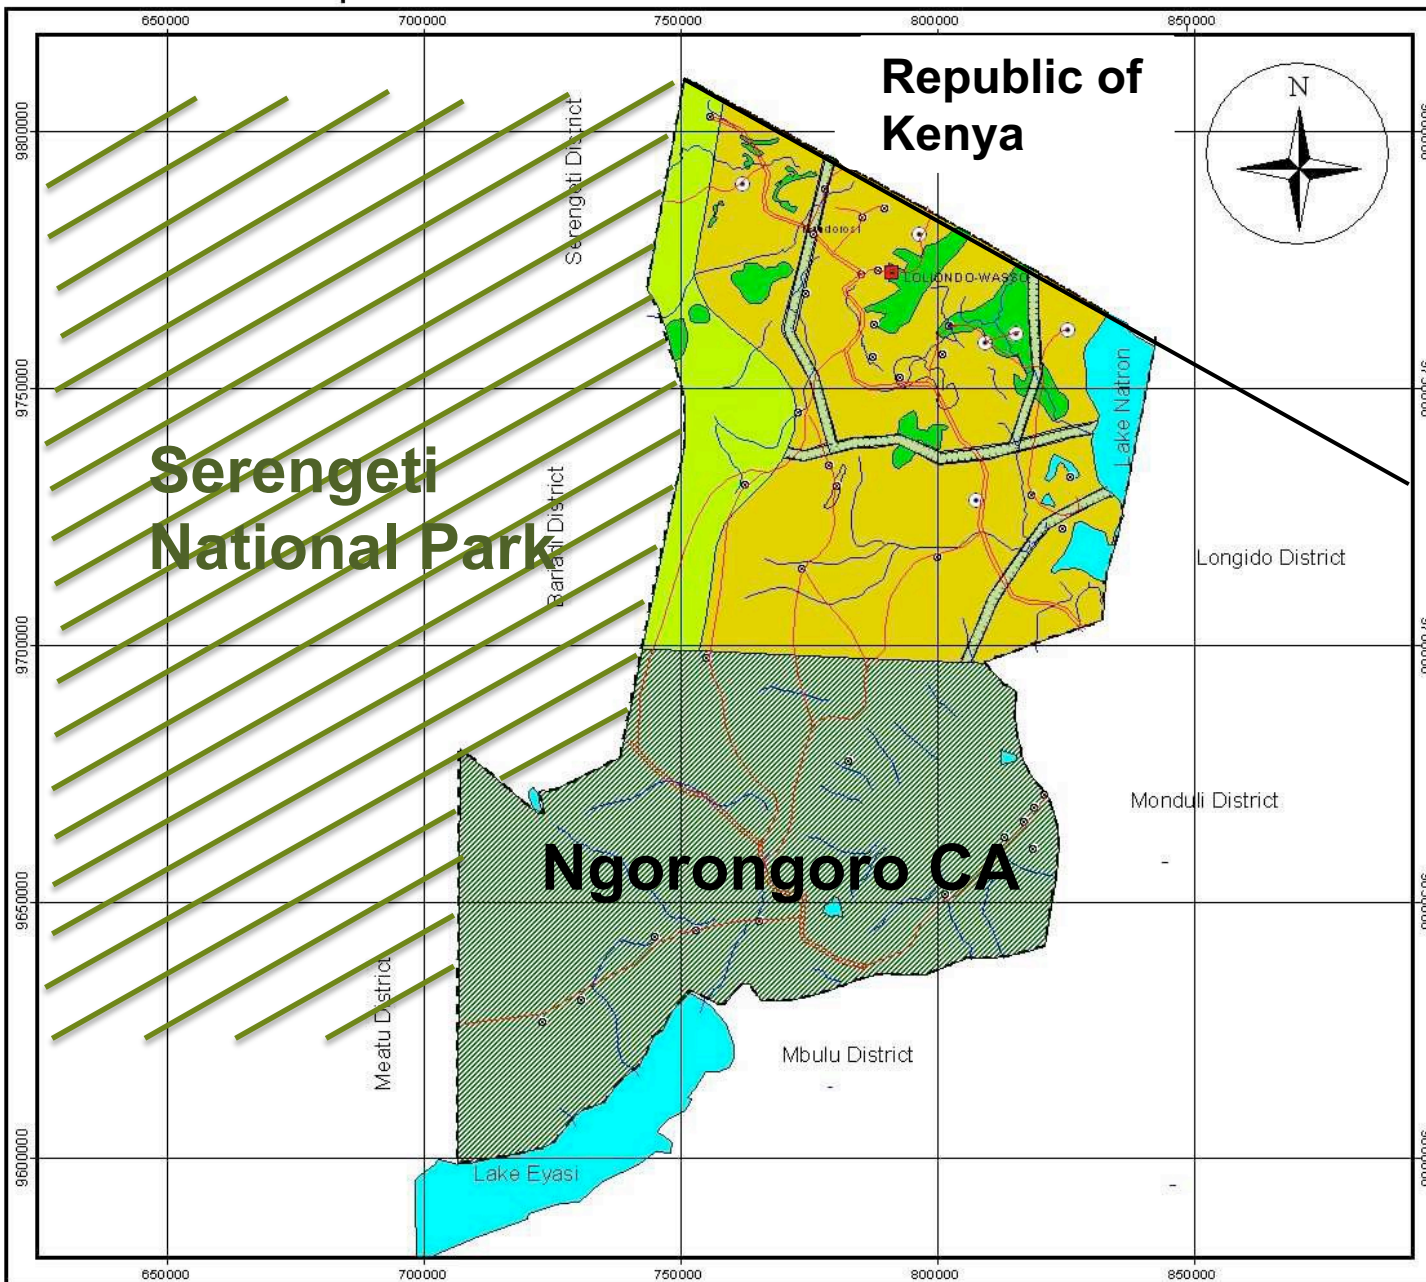 650000
700000
750000
800000
850000
Republic of
Kenya
N
9800000
Serengeti District
LOLIONDO-WASSO
9750000
Lake Natron
Serengeti
National Park
Bariadi District
Longido District
9700000
Monduli District
Ngorongoro CA
9650000
Meatu District
Mbulu District
9600000
Lake Eyasi
650000
700000
750000
800000
850000